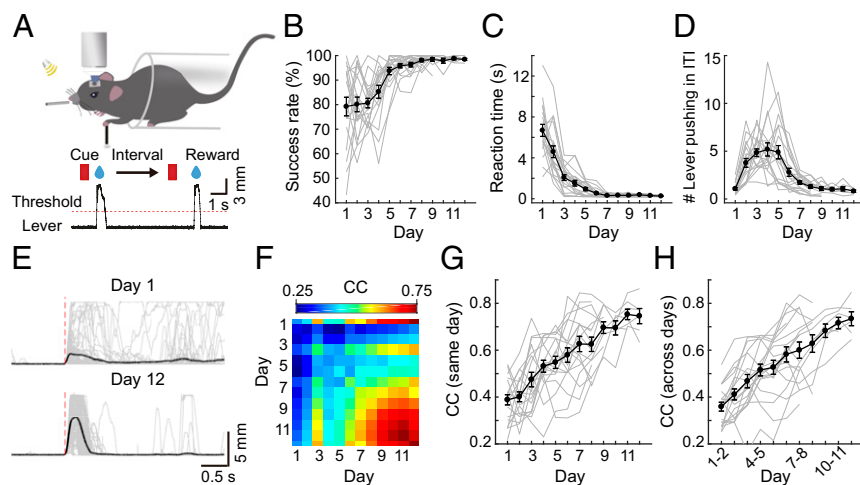 A
Cue Interval Reward
Threshold
Lever
1 s
3 mm
B
Success rate (%)
100
90
80
70
60
50
40
1 3 5 7 9 11
Day
C
Reaction time (s)
12
8
4
0
1 3 5 7 9 11
Day
D
# Lever pushing in ITI
15
10
5
0
1 3 5 7 9 11
Day
E
Day 1
Day 12
5 mm
0.5 s
F
CC
0.25 0.75
Day
1
3
5
7
9
11
1 3 5 7 9 11
Day
G
CC (same day)
0.8
0.6
0.4
0.2
1 3 5 7 9 11
Day
H
CC (across days)
0.8
0.6
0.4
0.2
1-2 4-5 7-8 10-11
Day